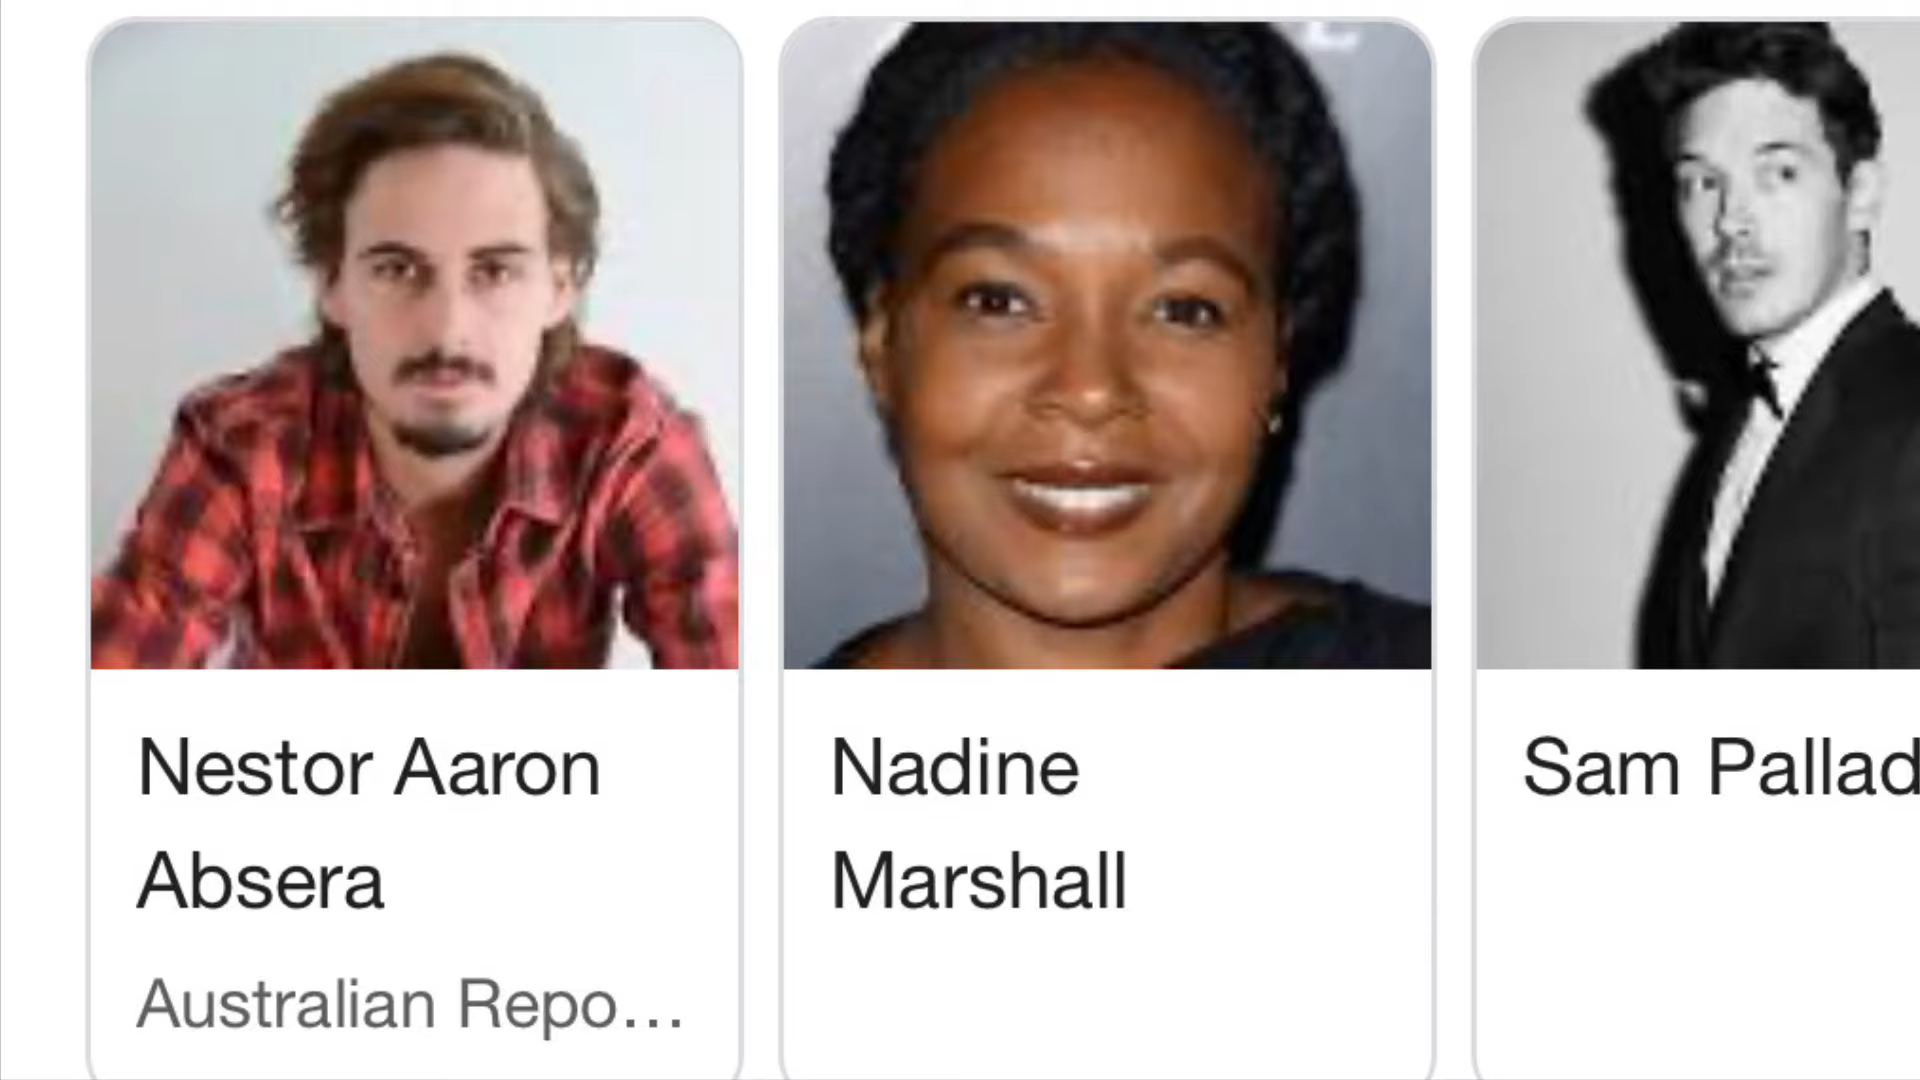 Nestor Aaron
Absera
Australian Repo...
Nadine
Marshall
Sam Pallad